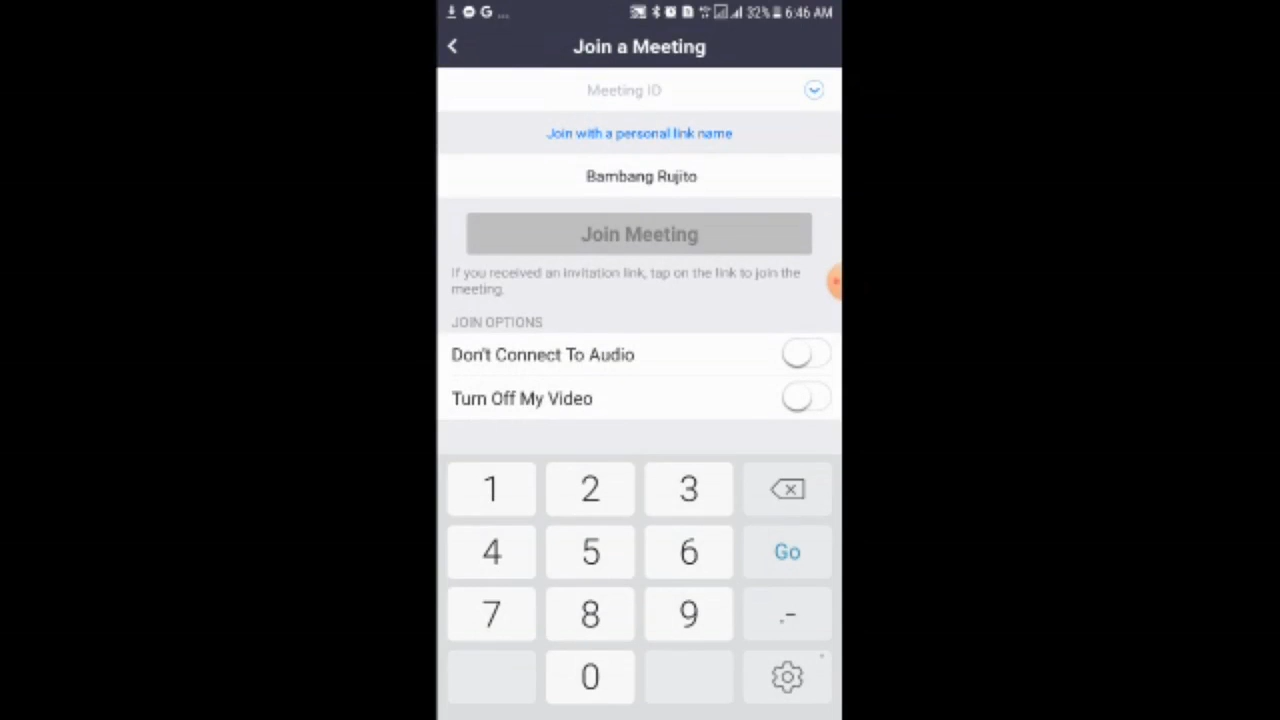 G ... 32% 6:46 AM
Join a Meeting
Meeting ID
Join with a personal link name
Bambang Rujito
Join Meeting
If you received an invitation link, tap on the link to join the
meeting.
JOIN OPTIONS
Don't Connect To Audio
Turn Off My Video
1 2 3
4 5 6 Go
7 8 9 .-
0